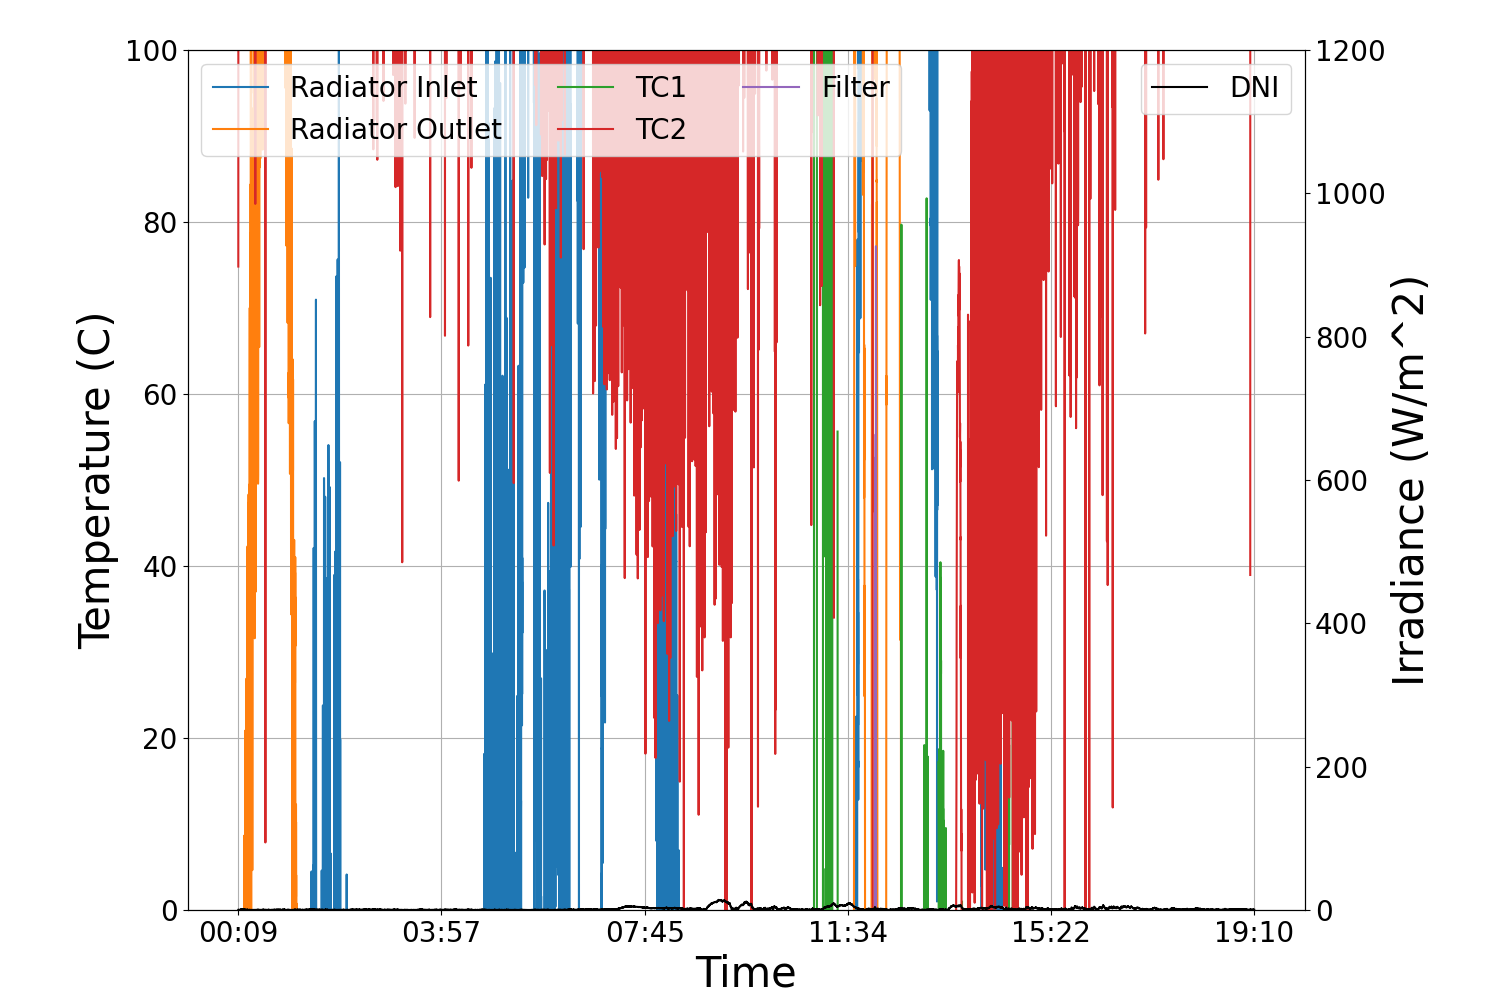 Radiator Inlet
Radiator Outlet
TC1
TC2
Filter
DNI
100
80
60
40
20
0
Temperature (C)
1200
1000
800
600
400
200
0
Irradiance (W/m^2)
00:09
03:57
07:45
11:34
15:22
19:10
Time